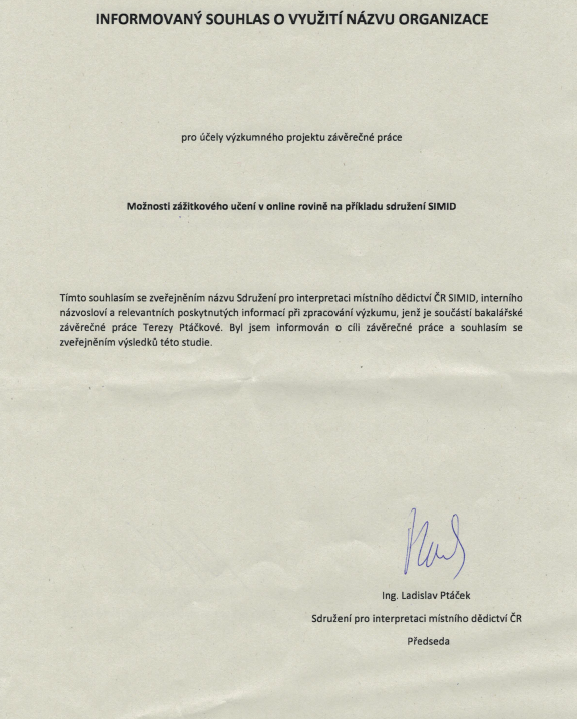 INFORMOVANÝ SOUHLAS O VYUŽITÍ NÁZVU ORGANIZACE
pro účely výzkumného projektu závěrečné práce
Možnosti zážitkového učení v online rovině na příkladu sdružení SIMID
Tímto souhlasím se zveřejněním názvu Sdružení pro interpretaci místního dědictví ČR SIMID, interního
názvosloví a relevantních poskytnutých informací při zpracování výzkumu, jenž je součástí bakalářské
závěrečné práce Terezy Ptáčkové. Byl jsem informován o cíli závěrečné práce a souhlasím se
zveřejněním výsledků této studie.
Ing. Ladislav Ptáček
Sdružení pro interpretaci místního dědictví ČR
Předseda